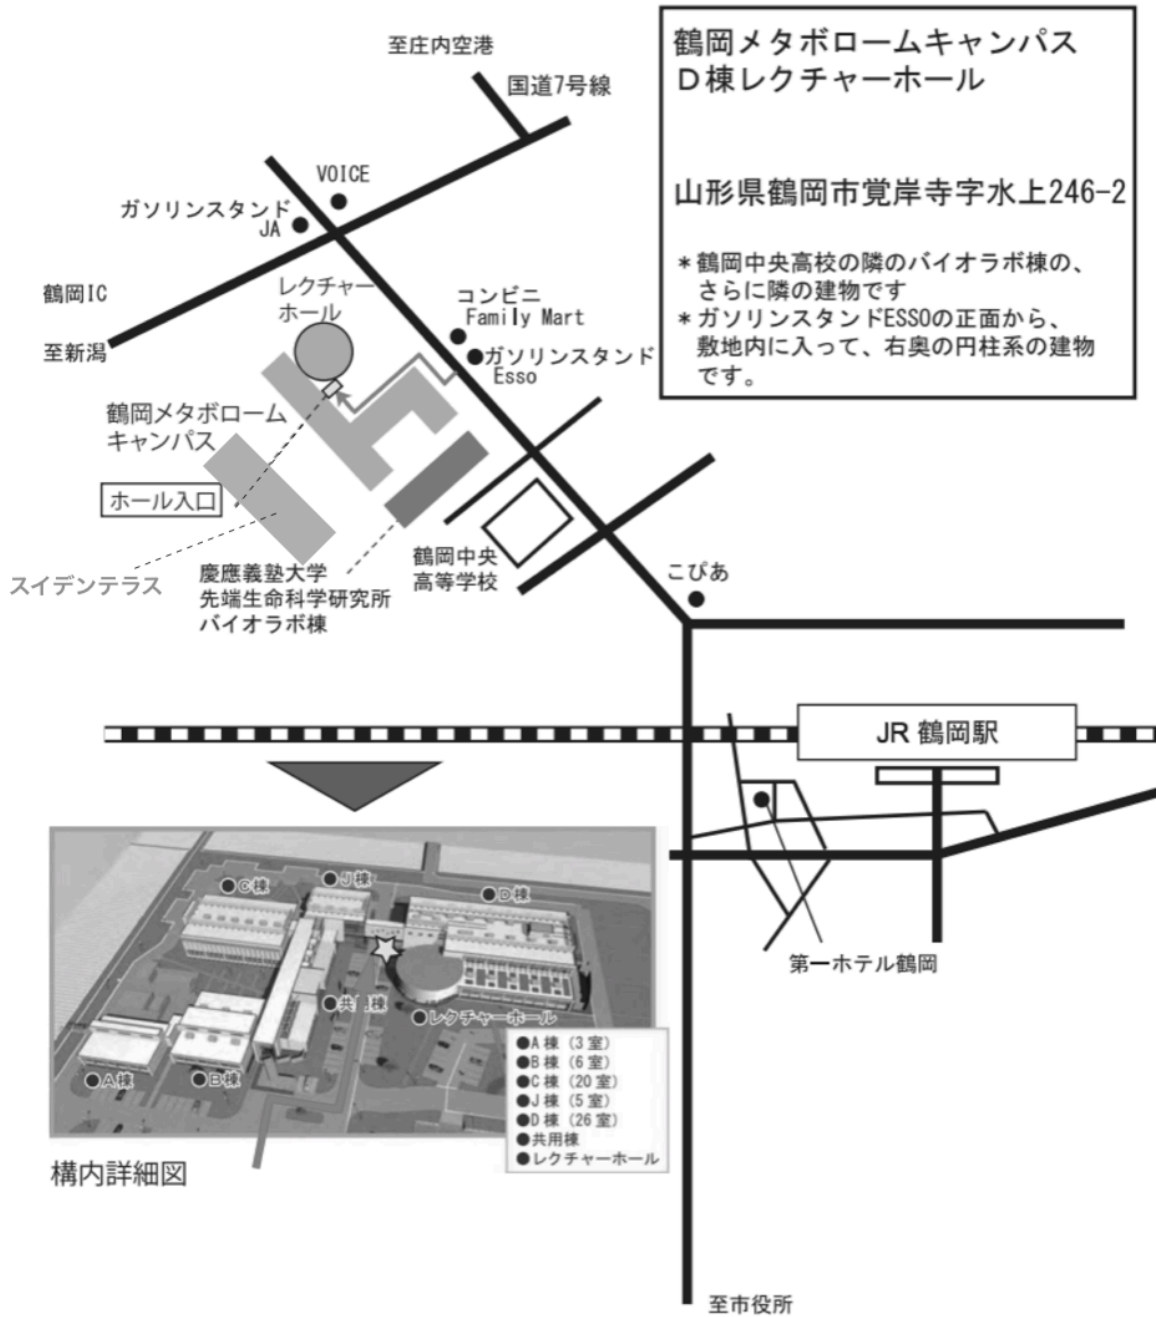 至庄内空港
国道7号線
VOICE
ガソリンスタンド
JA
鶴岡IC
至新潟
レクチャー
ホール
コンビニ
Family Mart
ガソリンスタンド
Esso
鶴岡メタボローム
キャンパス
ホール入口
スイデンテラス
慶應義塾大学
先端生命科学研究所
バイオラボ棟
鶴岡中央
高等学校
こぴあ
鶴岡メタボロームキャンパス
D棟レクチャーホール
山形県鶴岡市覚岸寺字水上246-2
*鶴岡中央高校の隣のバイオラボ棟の、
さらに隣の建物です
*ガソリンスタンドESSOの正面から、
敷地内に入って、右奥の円柱系の建物
です。
JR 鶴岡駅
第一ホテル鶴岡
●C棟
●J棟
●D棟
●共用棟
●レクチャーホール
●A棟
●B棟
●A棟(3室)
●B棟(6室)
●C棟(20室)
●J棟(5室)
●D棟(26室)
●共用棟
●レクチャーホール
構内詳細図
至市役所